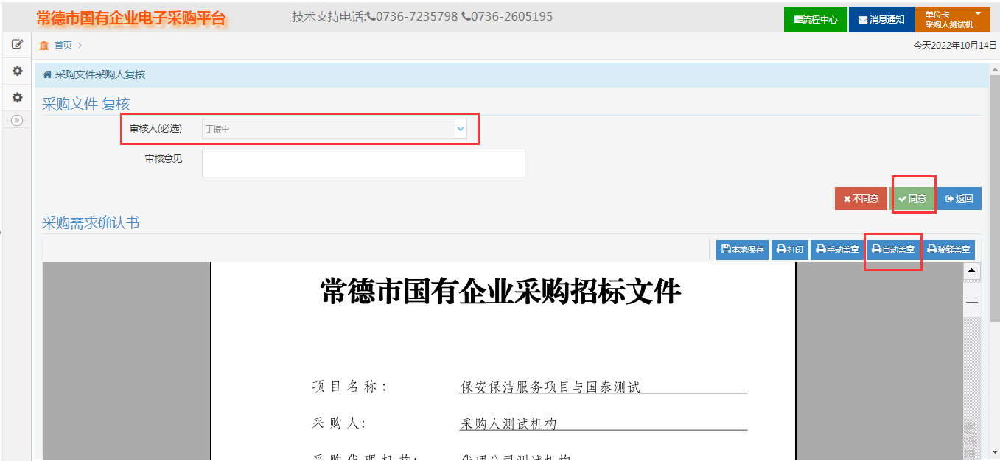 常德市国有企业电子采购平台
技术支持电话:0736-7235798 0736-2605195
流程中心
消息通知
单位卡
采购人测试机
首页
今天2022年10月14日
采购文件采购人复核
采购文件 复核
审核人(必选)
丁振中
审核意见
不同意
同意
返回
采购需求确认书
本地保存
打印
手动盖章
自动盖章
骑缝盖章
常德市国有企业采购招标文件
项目名称：
保安保洁服务项目与国泰测试
采购人:
采购人测试机构
采购代理机构:
代理公司测试机构
章系统